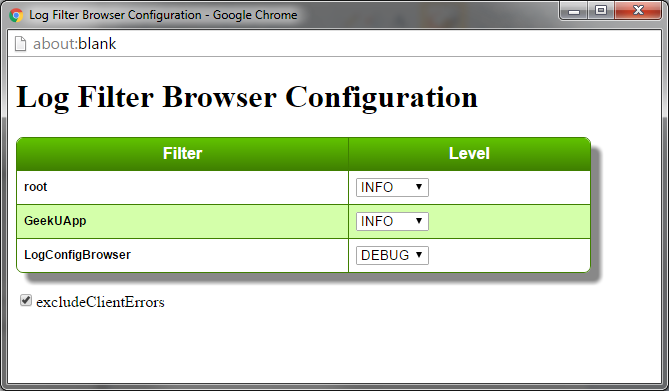 Log Filter Browser Configuration - Google Chrome
about:blank
Log Filter Browser Configuration
Filter Level
root INFO
GeekUApp INFO
LogConfigBrowser DEBUG
excludeClientErrors